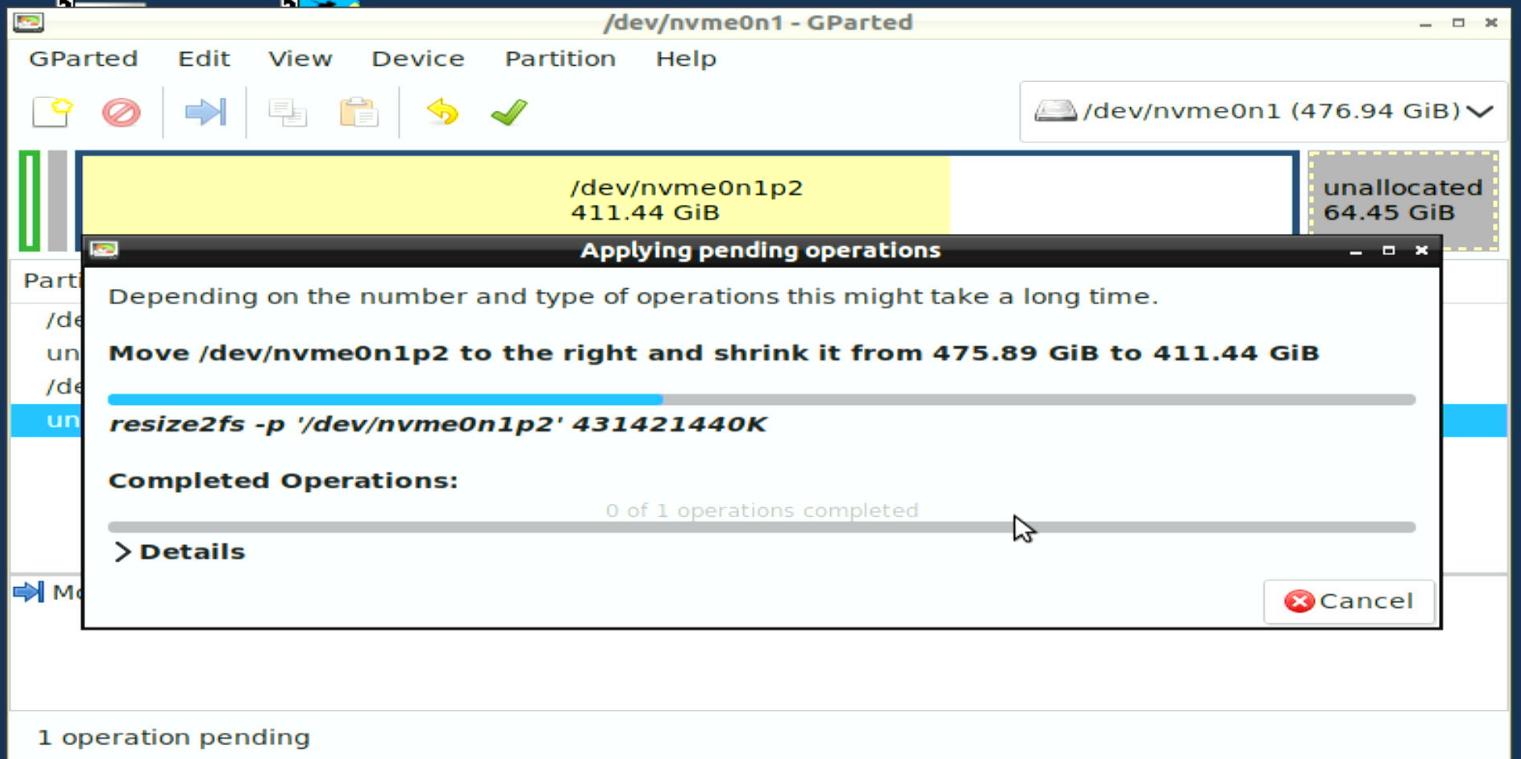 /dev/nvme0n1 - GParted
GParted Edit View Device Partition Help
/dev/nvme0n1 (476.94 GiB)
/dev/nvme0n1p2
411.44 GiB
unallocated
64.45 GiB
Applying pending operations
Parti
Depending on the number and type of operations this might take a long time.
/de
un
Move /dev/nvme0n1p2 to the right and shrink it from 475.89 GiB to 411.44 GiB
/de
un
resize2fs -p '/dev/nvme0n1p2' 431421440K
Completed Operations:
0 of 1 operations completed
Details
Mo
Cancel
1 operation pending